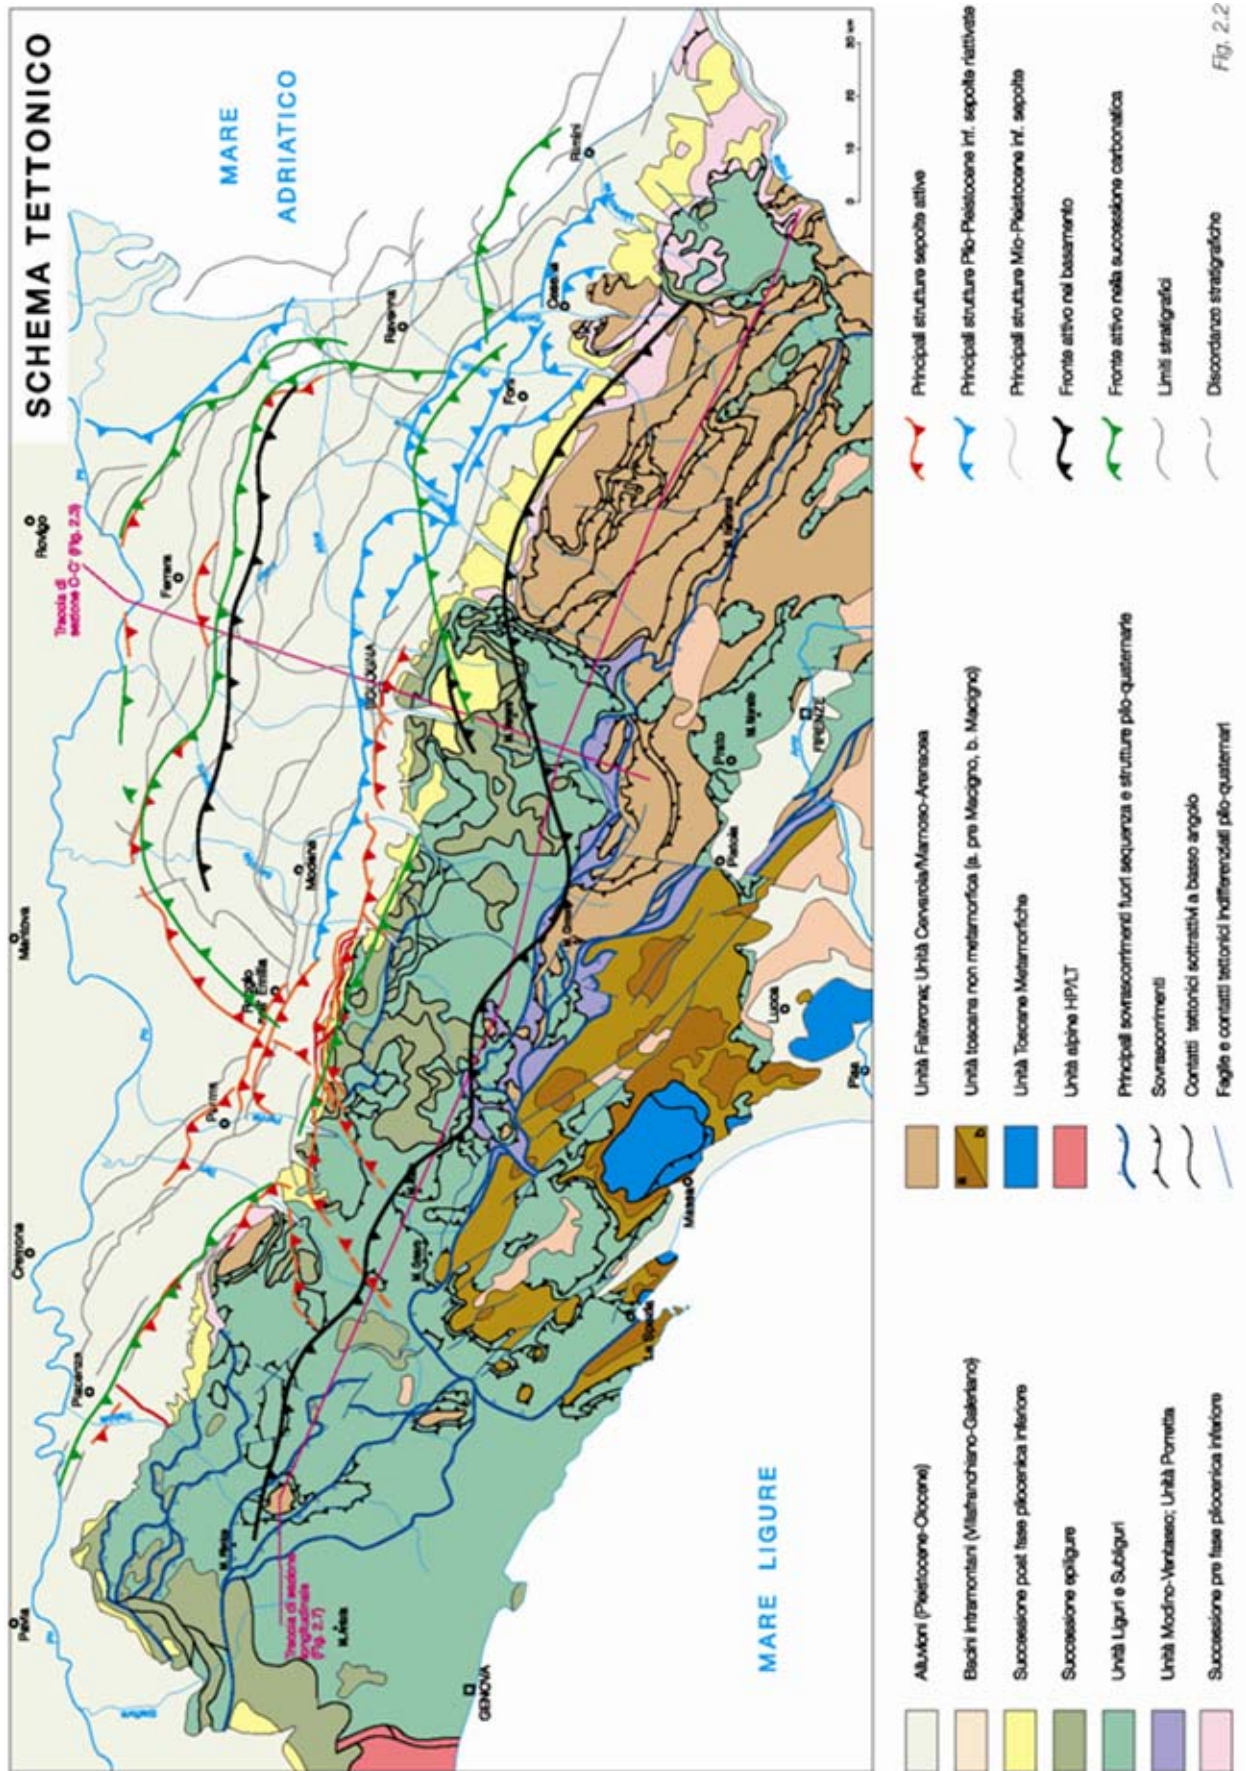 SCHEMA TETTONICO
MARE
ADRIATICO
MARE LIGURE
Pavia
Cremona
Mantova
Rovigo
Piacenza
Parma
Reggio
Emilia
Modena
Ferrara
BOLOGNA
Ravenna
Forlì
Rimini
GENOVA
La Spezia
Massa
Lucca
Pisa
Pistoia
Prato
FIRENZE
Traccia di
sezione C-C' (Fig. 2.3)
Traccia di sezione
longitudinale
(Fig. 2.7)
0 10 20 30 km
Alluvioni (Pleistocene-Olocene)
Bacini intramontani (Villafranchiano-Galeriano)
Successione post fase pliocenica inferiore
Successione epiligure
Unità Liguri e Subliguri
Unità Modino-Ventasso; Unità Porretta
Successione pre fase pliocenica inferiore
Unità Falterona; Unità Cervarola/Marnoso-Arenacea
Unità toscana non metamorfica (a. pre Macigno, b. Macigno)
a
b
Unità Toscane Metamorfiche
Unità alpine HP/LT
Principali sovrascorrimenti fuori sequenza e strutture plio-quaternarie
Sovrascorrimenti
Contatti tettonici sottrattivi a basso angolo
Faglie e contatti tettonici indifferenziati plio-quaternari
Principali strutture sepolte attive
Principali strutture Plio-Pleistocene inf. sepolte riattivate
Principali strutture Mio-Pleistocene inf. sepolte
Fronte attivo nel basamento
Fronte attivo nella successione carbonatica
Limiti stratigrafici
Discordanze stratigrafiche
Fig. 2.2